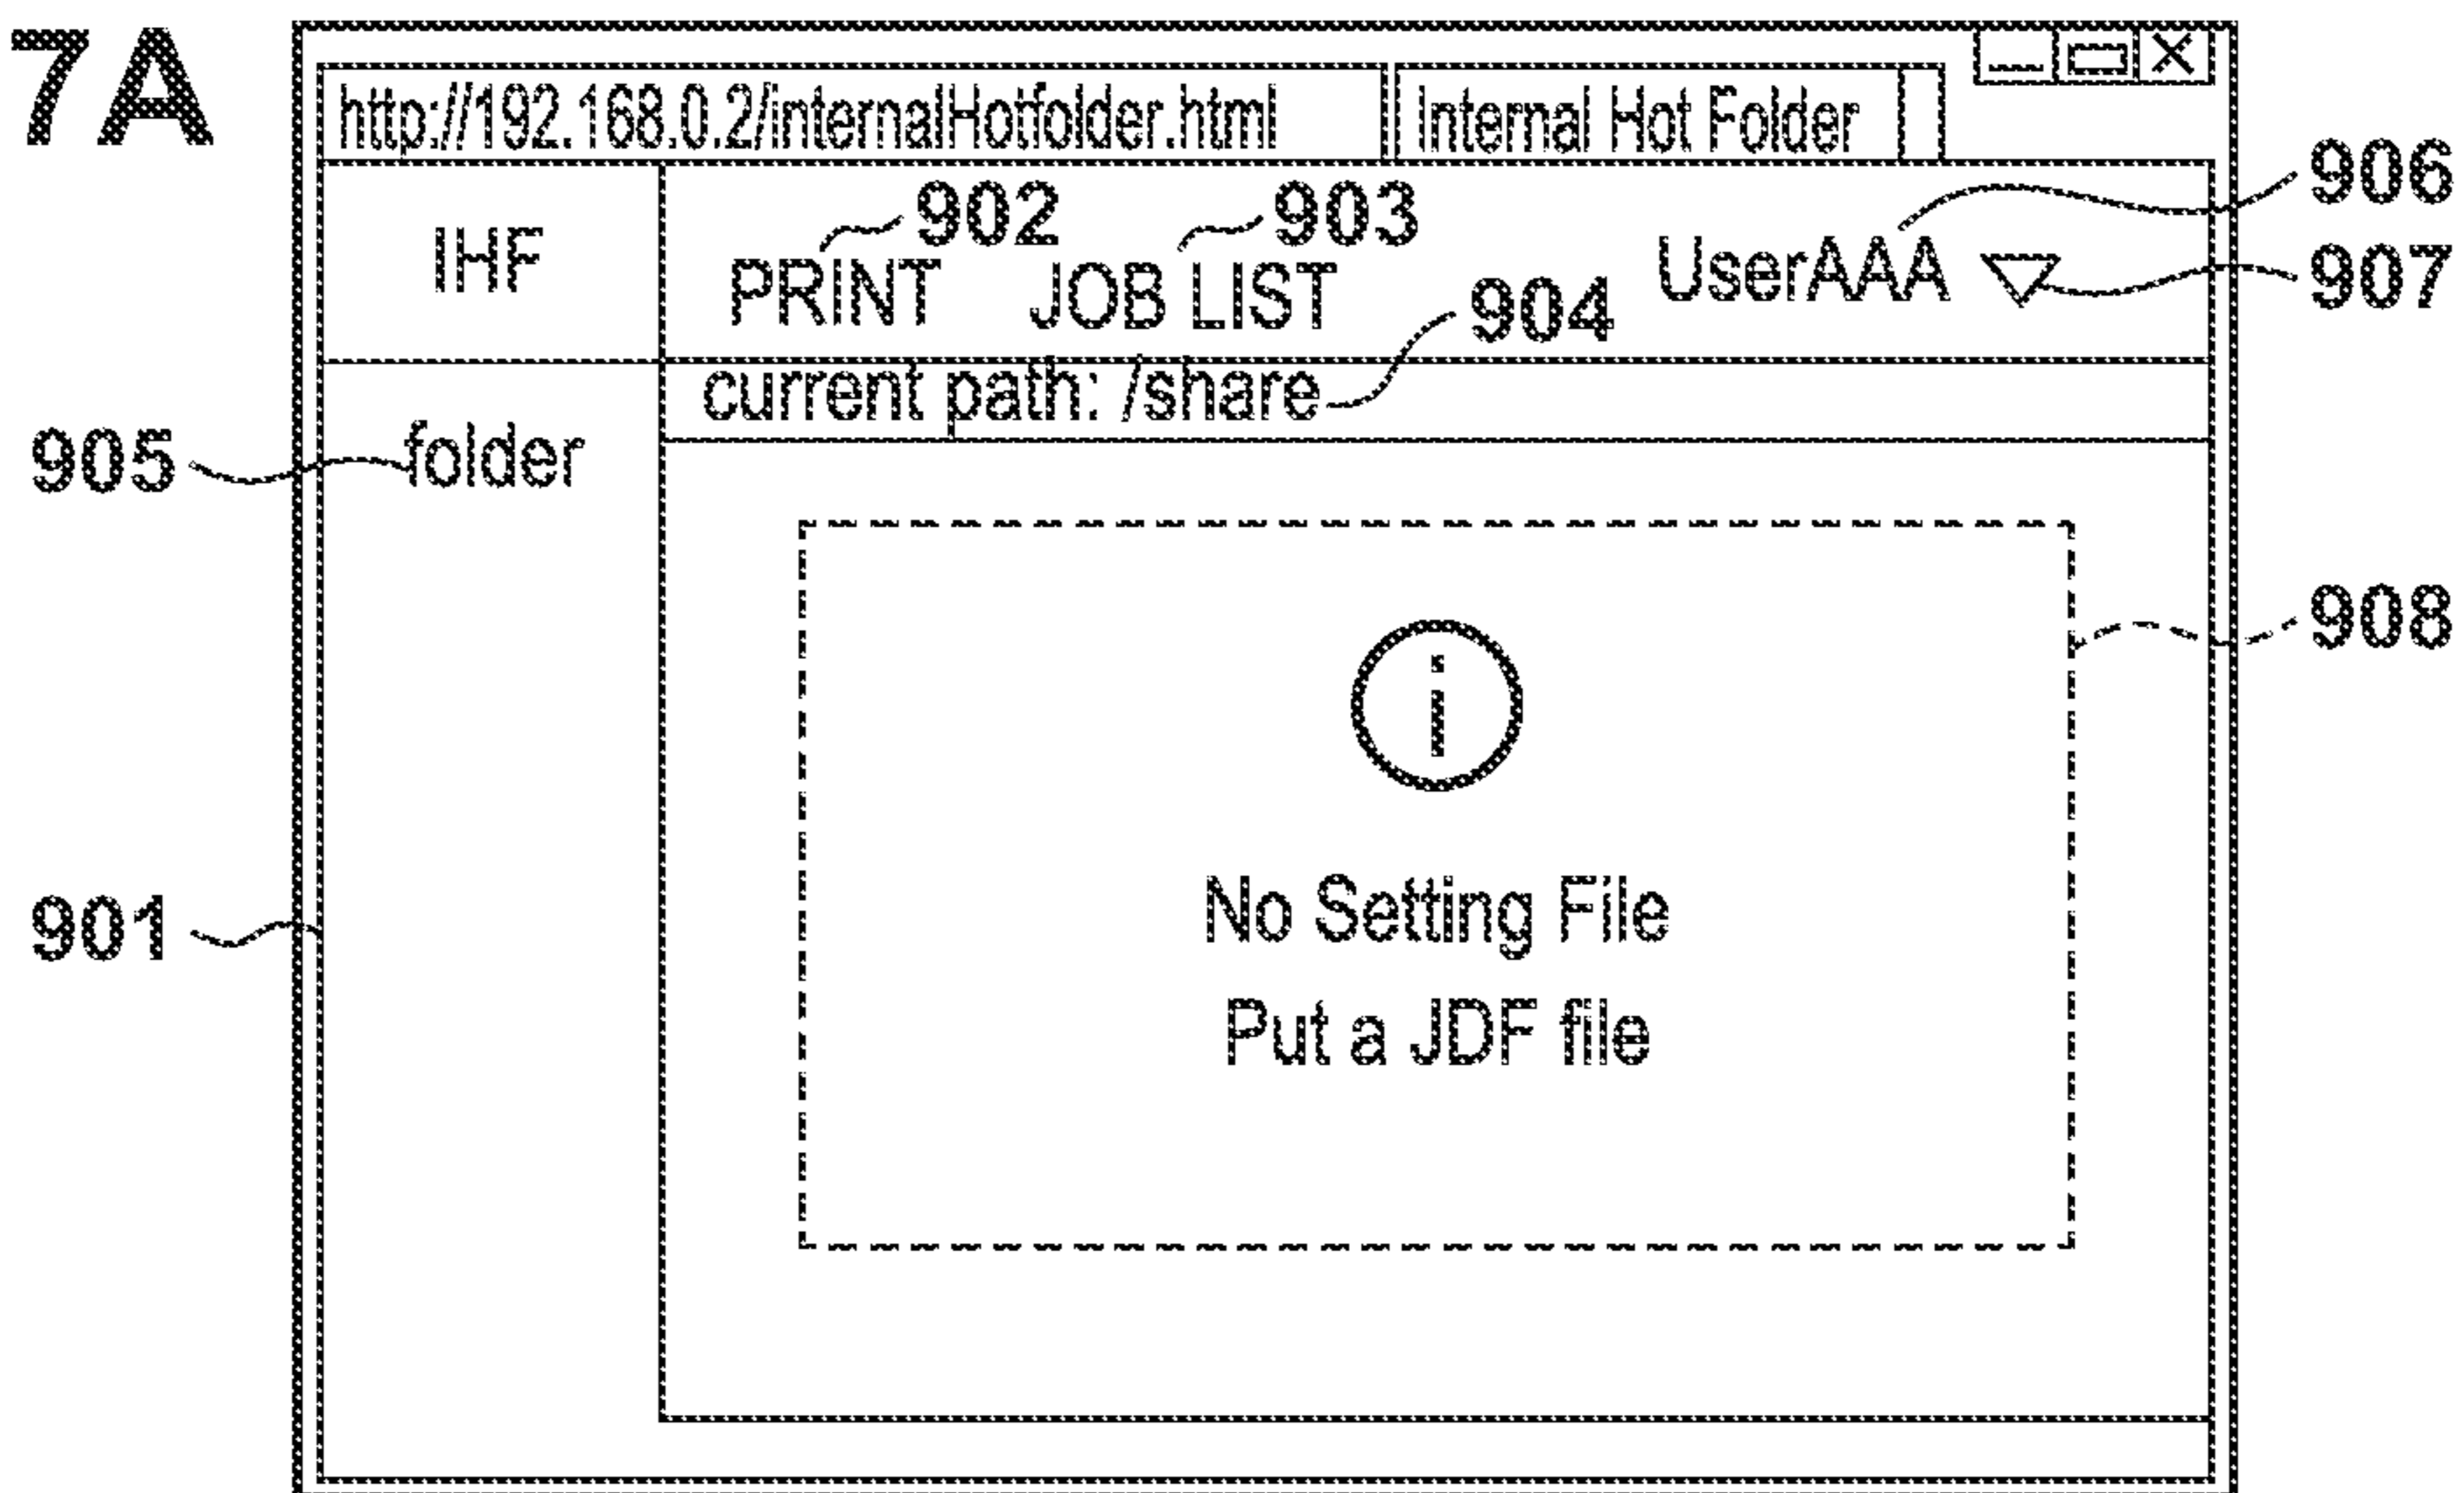 7A
http://192.168.0.2/internalHotfolder.html Internal Hot Folder
902 903 906
IHF PRINT JOB LIST UserAAA 907
904
current path: /share
905 folder
908
i
901 No Setting File
Put a JDF file